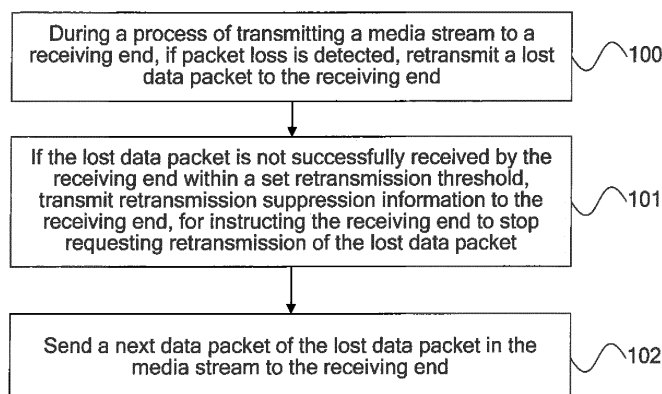 During a process of transmitting a media stream to a
receiving end, if packet loss is detected, retransmit a lost
data packet to the receiving end
100
If the lost data packet is not successfully received by the
receiving end within a set retransmission threshold,
transmit retransmission suppression information to the
receiving end, for instructing the receiving end to stop
requesting retransmission of the lost data packet
101
Send a next data packet of the lost data packet in the
media stream to the receiving end
102